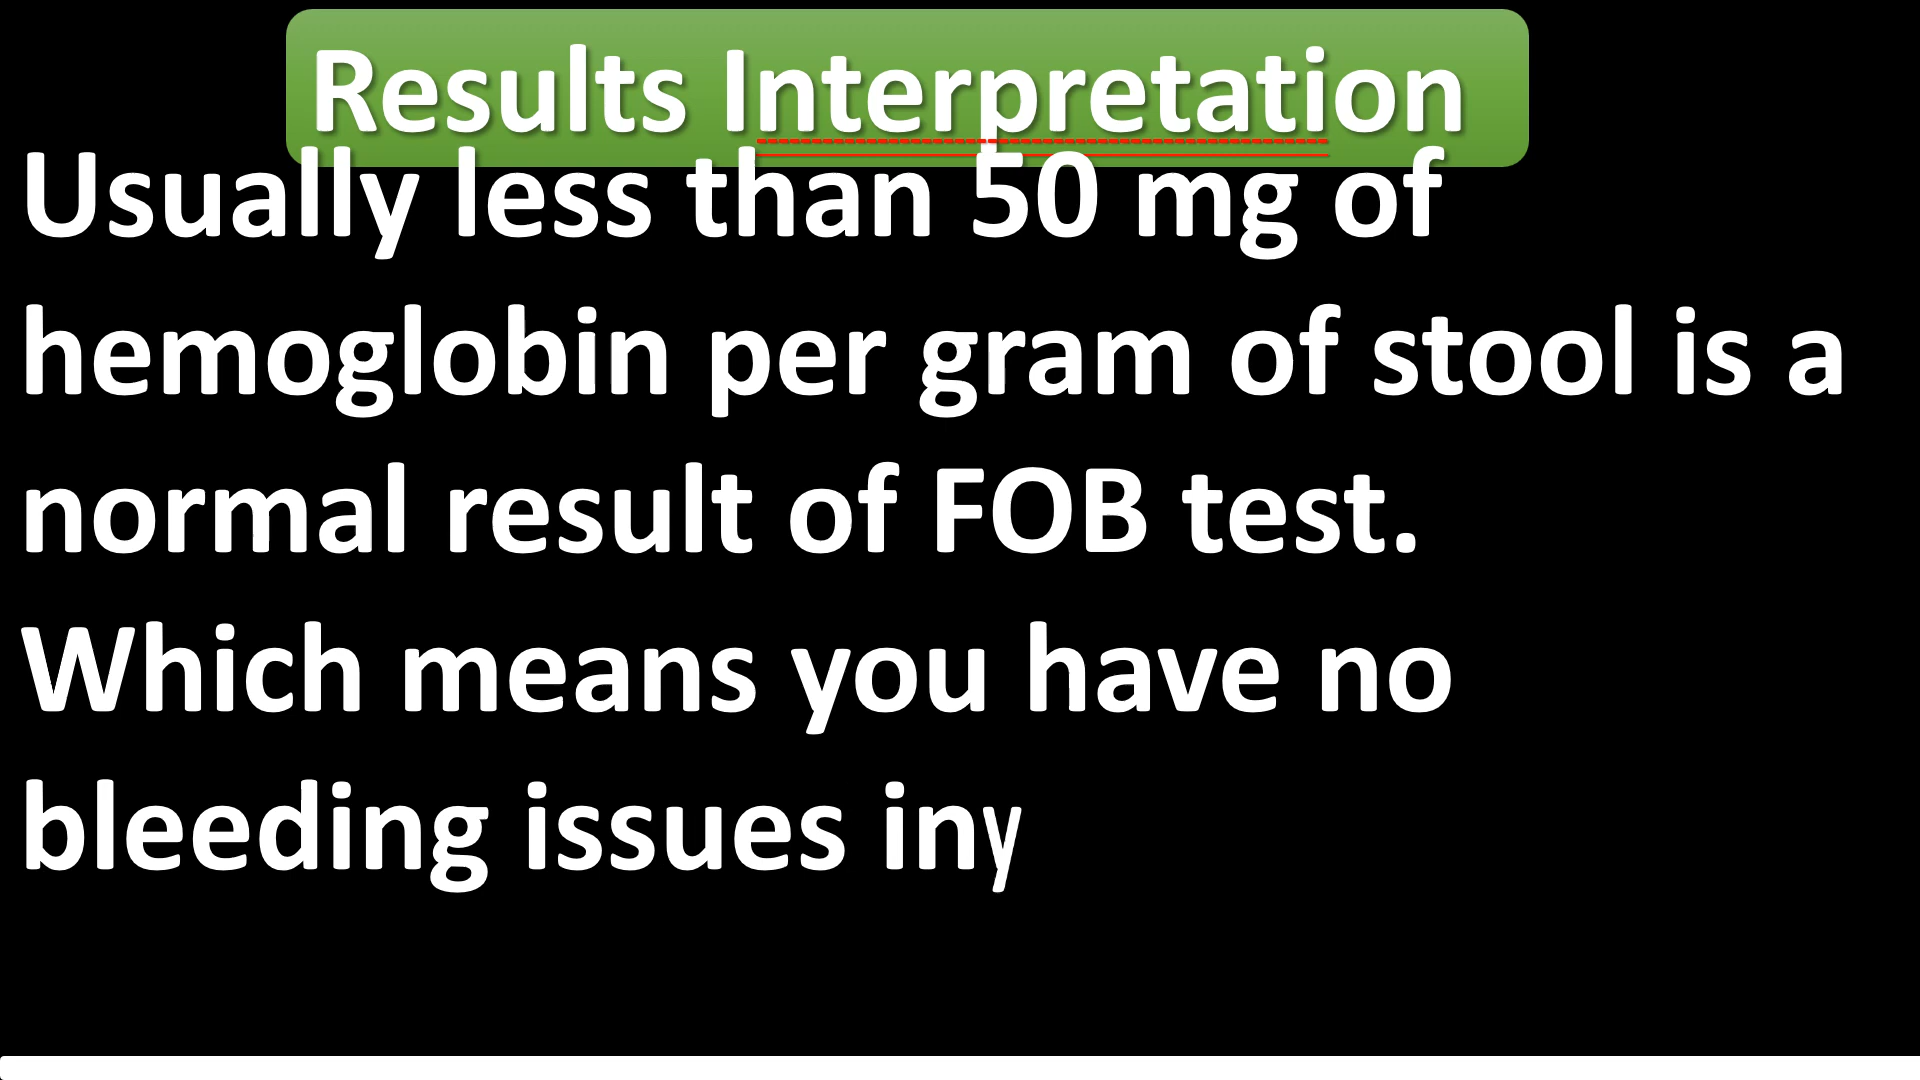 Results Interpretation
Usually less than 50 mg of
hemoglobin per gram of stool is a
normal result of FOB test.
Which means you have no
bleeding issues iny